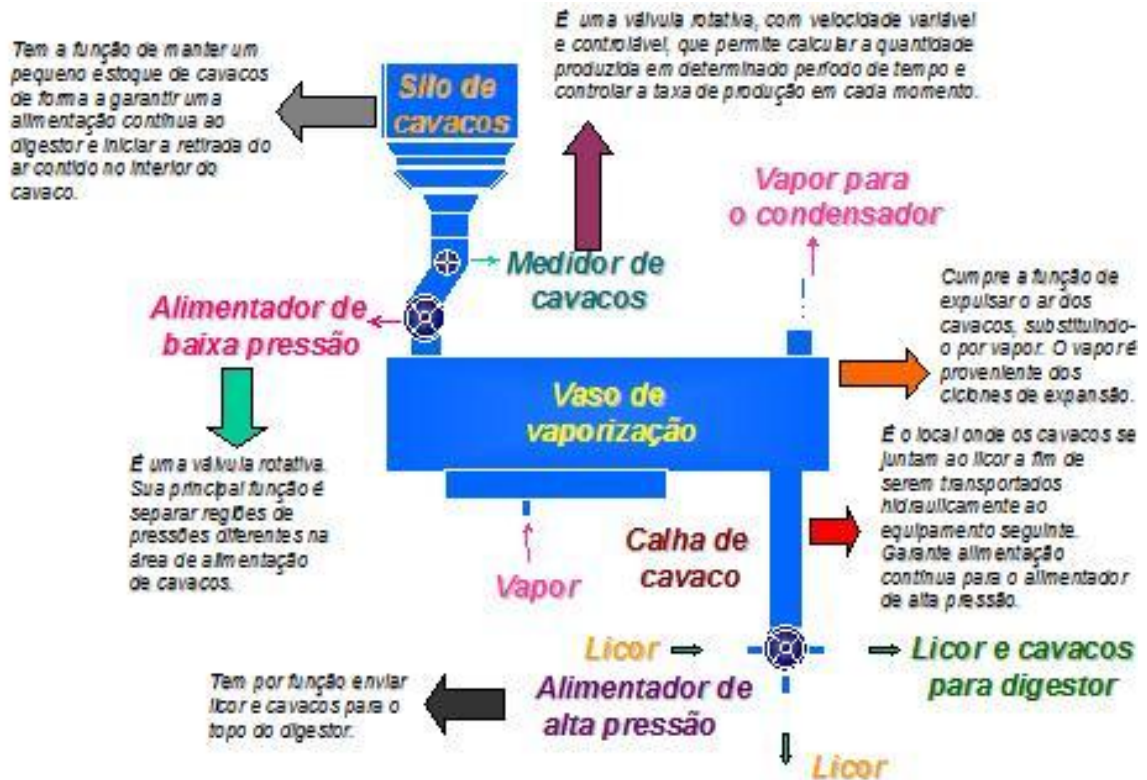 Tem a função de manter um
pequeno estoque de cavacos
de forma a garantir uma
alimentação contínua ao
digestor e iniciar a retirada do
ar contido no interior do
cavaco.
Silo de
cavacos
É uma válvula rotativa, com velocidade variável
e controlável, que permite calcular a quantidade
produzida em determinado período de tempo e
controlar a taxa de produção em cada momento.
Vapor para
o condensador
Medidor de
cavacos
Alimentador de
baixa pressão
Cumpre a função de
expulsar o ar dos
cavacos, substituindo-
o por vapor. O vapor é
proveniente dos
ciclones de expansão.
Vaso de
vaporização
É uma válvula rotativa.
Sua principal função é
separar regiões de
pressões diferentes na
área de alimentação
de cavacos.
É o local onde os cavacos se
juntam ao licor a fim de
serem transportados
hidraulicamente ao
equipamento seguinte.
Garante alimentação
contínua para o alimentador
de alta pressão.
Calha de
cavaco
Vapor
Licor
Licor e cavacos
para digestor
Alimentador de
alta pressão
Tem por função enviar
licor e cavacos para o
topo do digestor.
Licor